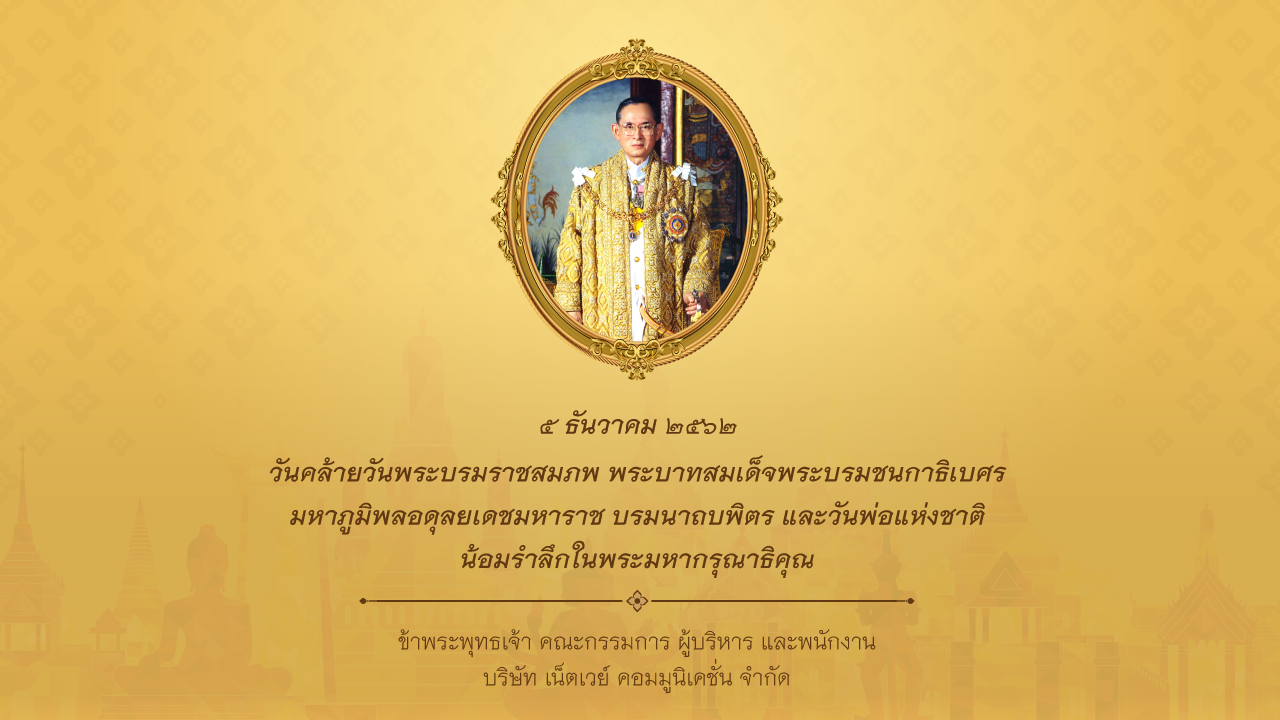 ๕ ธันวาคม ๒๕๖๒
วันคล้ายวันพระบรมราชสมภพ พระบาทสมเด็จพระบรมชนกาธิเบศร
มหาภูมิพลอดุลยเดชมหาราช บรมนาถบพิตร และวันพ่อแห่งชาติ
น้อมรำลึกในพระมหากรุณาธิคุณ
ข้าพระพุทธเจ้า คณะกรรมการ ผู้บริหาร และพนักงาน
บริษัท เน็ตเวย์ คอมมูนิเคชั่น จำกัด